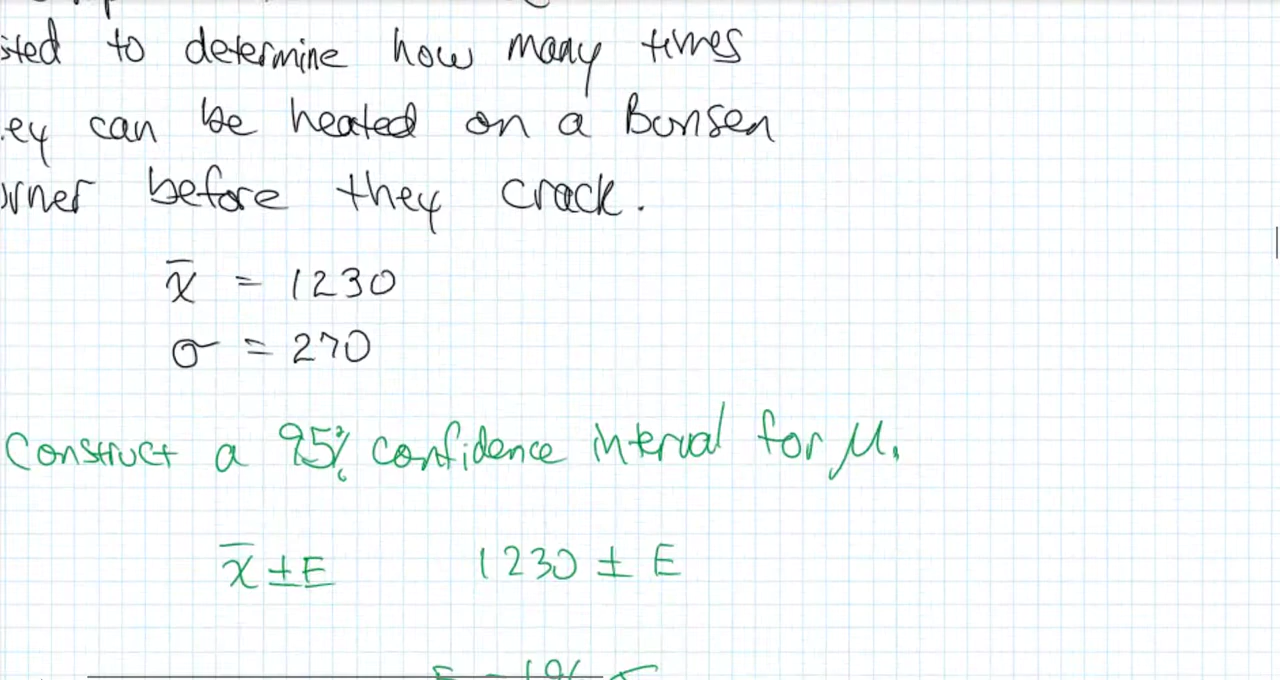 sted to determine how many times
ey can be heated on a Bunsen
urner before they crack.
x̄ = 1230
σ = 270
Construct a 95% confidence interval for μ.
x̄ ± E 1230 ± E